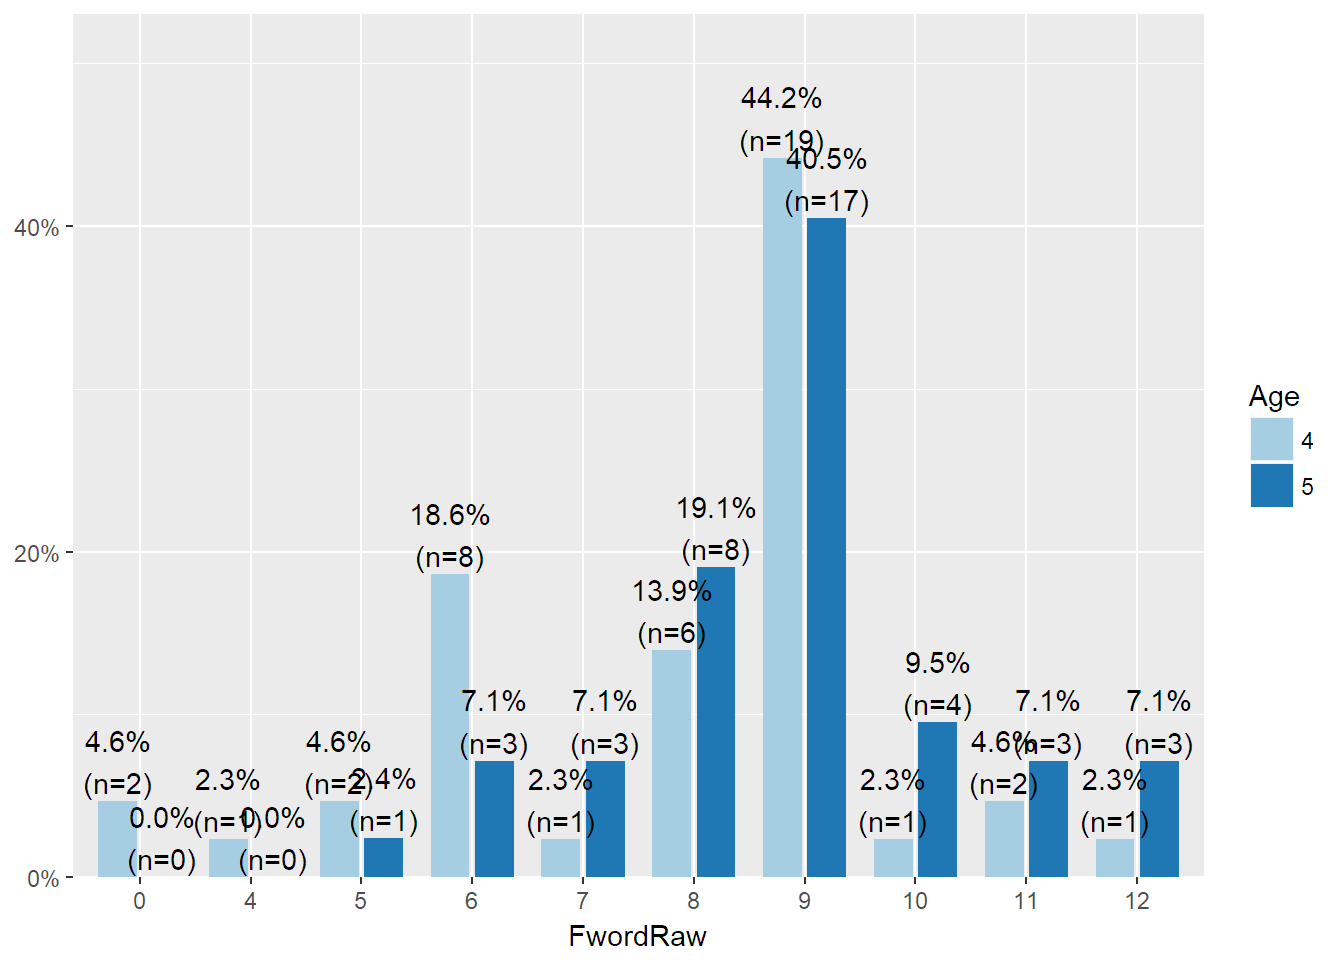 44.2%
(n=19)
40.5%
(n=17)
40%
18.6%
(n=8)
19.1%
(n=8)
13.9%
(n=6)
20%
9.5%
(n=4)
7.1%
(n=3)
7.1%
(n=3)
7.1%
(n=3)
7.1%
(n=3)
4.6%
(n=2)
4.6%
(n=2)
4.6%
(n=2)
2.3%
(n=1)
2.4%
(n=1)
2.3%
(n=1)
2.3%
(n=1)
2.3%
(n=1)
0.0%
(n=0)
0.0%
(n=0)
0%
0 4 5 6 7 8 9 10 11 12
FwordRaw
Age
4
5